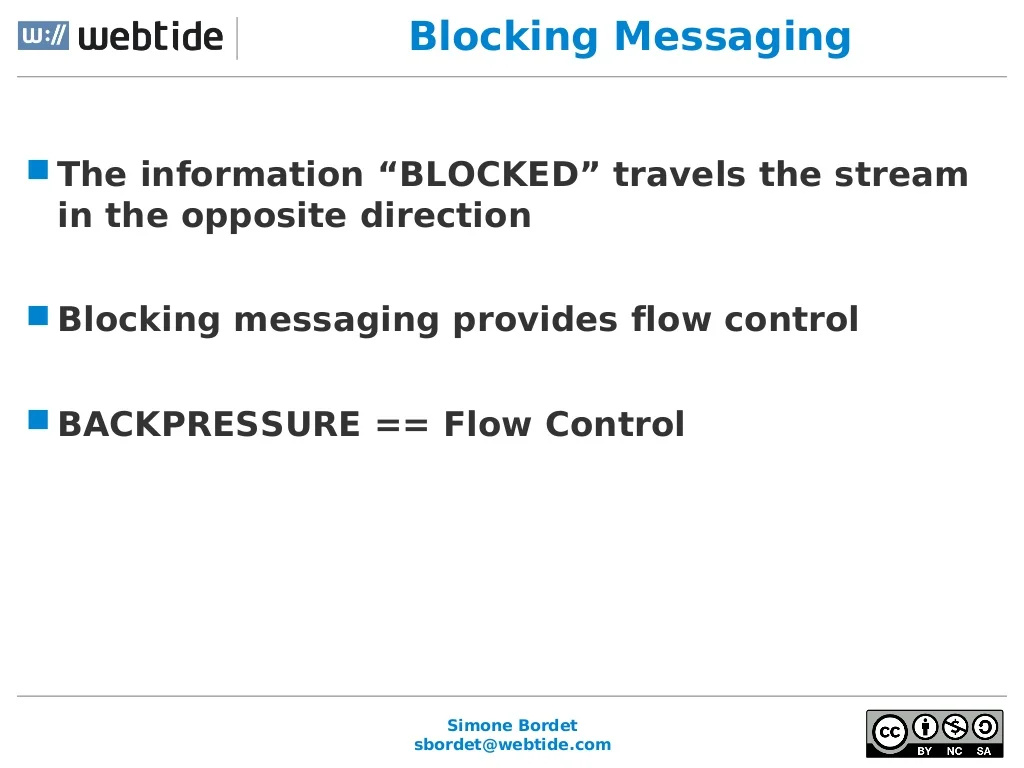 w:// webtide
Blocking Messaging
The information “BLOCKED” travels the stream
in the opposite direction
Blocking messaging provides flow control
BACKPRESSURE == Flow Control
Simone Bordet
sbordet@webtide.com
cc
BY NC SA